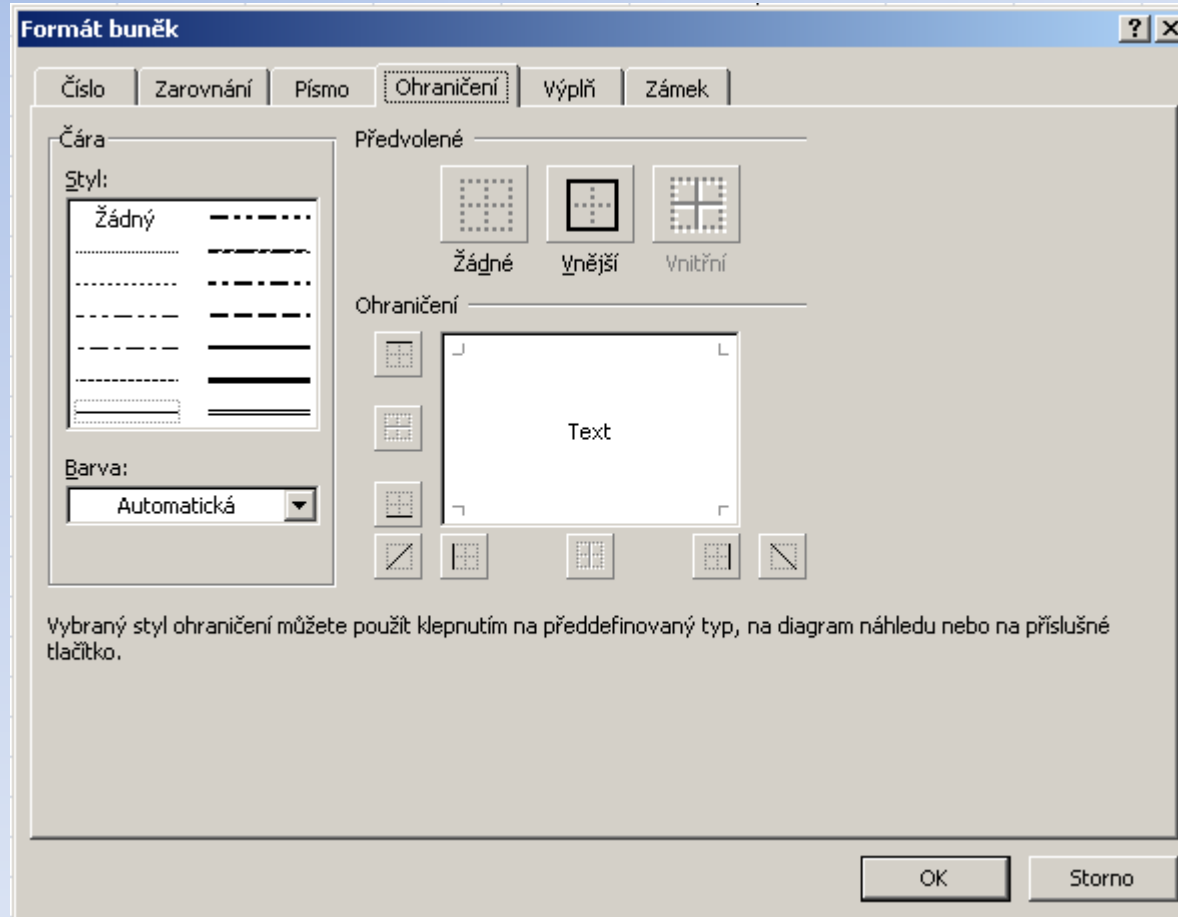 Formát buněk
Číslo Zarovnání Písmo Ohraničení Výplň Zámek
Čára
Styl:
Žádný
Barva:
Automatická
Předvolené
Žádné Vnější Vnitřní
Ohraničení
Text
Vybraný styl ohraničení můžete použít klepnutím na předdefinovaný typ, na diagram náhledu nebo na příslušné
tlačítko.
OK Storno